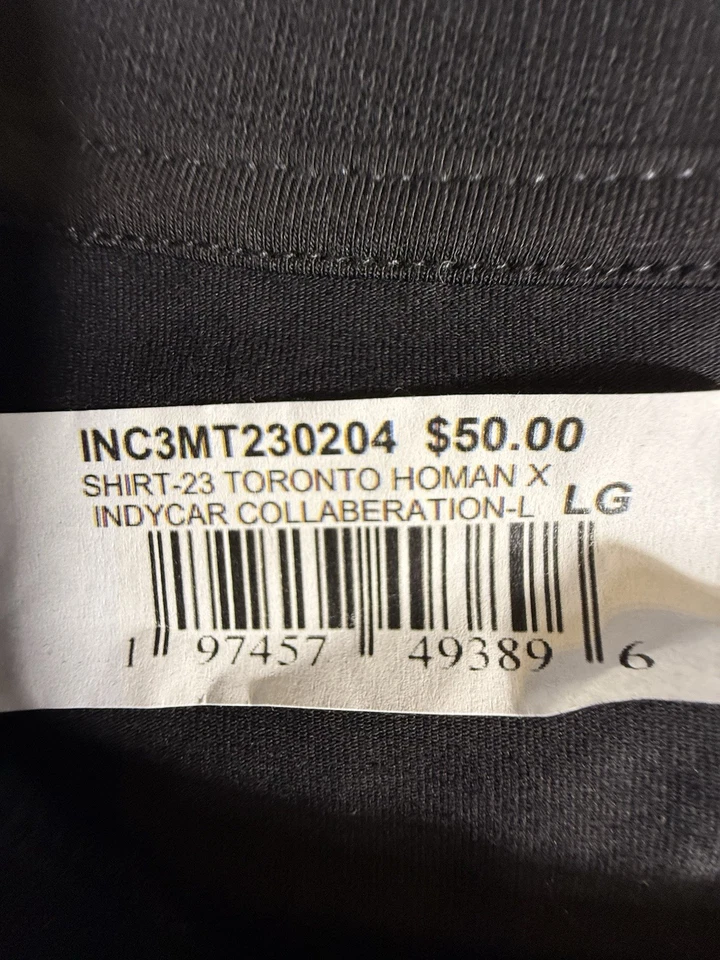 INC3MT230204 $50.00
SHIRT-23 TORONTO HOMAN X
INDYCAR COLLABERATION-L LG
1 97457 49389 6